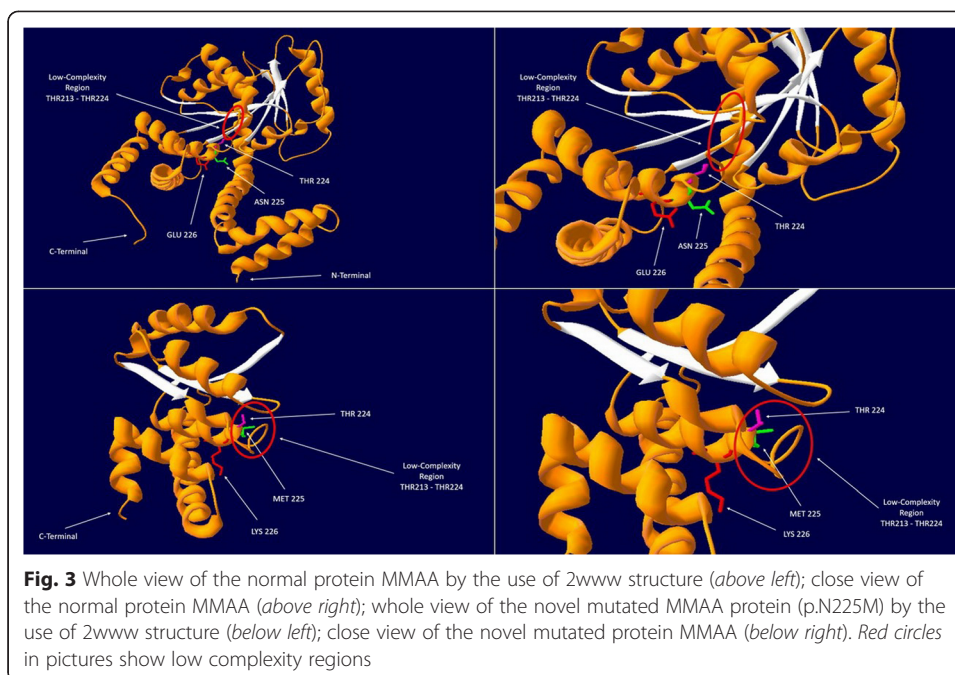 Low-Complexity
Region
THR213 - THR224
THR 224
ASN 225
GLU 226
C-Terminal
N-Terminal
Low-Complexity
Region
THR213 - THR224
THR 224
ASN 225
GLU 226
THR 224
Low-Complexity
Region
THR213 - THR224
MET 225
LYS 226
C-Terminal
THR 224
MET 225
Low-Complexity
Region
THR213 - THR224
LYS 226
Fig. 3 Whole view of the normal protein MMAA by the use of 2www structure (above left); close view of
the normal protein MMAA (above right); whole view of the novel mutated MMAA protein (p.N225M) by the
use of 2www structure (below left); close view of the novel mutated protein MMAA (below right). Red circles
in pictures show low complexity regions